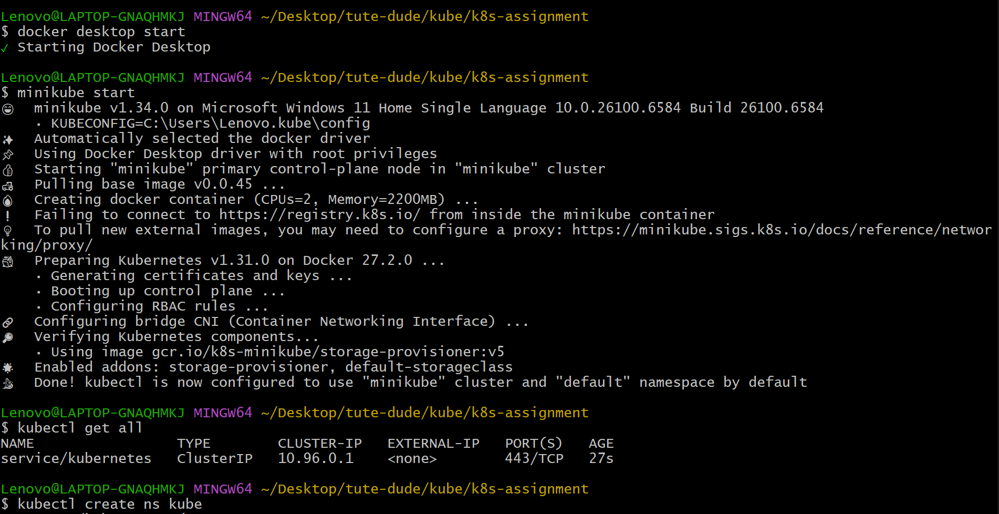 Lenovo@LAPTOP-GNAQHMKJ MINGW64 ~/Desktop/tute-dude/kube/k8s-assignment
$ docker desktop start
✓ Starting Docker Desktop
Lenovo@LAPTOP-GNAQHMKJ MINGW64 ~/Desktop/tute-dude/kube/k8s-assignment
$ minikube start
😄 minikube v1.34.0 on Microsoft Windows 11 Home Single Language 10.0.26100.6584 Build 26100.6584
▪ KUBECONFIG=C:\Users\Lenovo.kube\config
✨ Automatically selected the docker driver
📌 Using Docker Desktop driver with root privileges
👍 Starting "minikube" primary control-plane node in "minikube" cluster
🚜 Pulling base image v0.0.45 ...
🔥 Creating docker container (CPUs=2, Memory=2200MB) ...
❗ Failing to connect to https://registry.k8s.io/ from inside the minikube container
💡 To pull new external images, you may need to configure a proxy: https://minikube.sigs.k8s.io/docs/reference/networ
king/proxy/
🐳 Preparing Kubernetes v1.31.0 on Docker 27.2.0 ...
▪ Generating certificates and keys ...
▪ Booting up control plane ...
▪ Configuring RBAC rules ...
🔗 Configuring bridge CNI (Container Networking Interface) ...
🔎 Verifying Kubernetes components...
▪ Using image gcr.io/k8s-minikube/storage-provisioner:v5
🌟 Enabled addons: storage-provisioner, default-storageclass
🏄 Done! kubectl is now configured to use "minikube" cluster and "default" namespace by default
Lenovo@LAPTOP-GNAQHMKJ MINGW64 ~/Desktop/tute-dude/kube/k8s-assignment
$ kubectl get all
NAME TYPE CLUSTER-IP EXTERNAL-IP PORT(S) AGE
service/kubernetes ClusterIP 10.96.0.1 <none> 443/TCP 27s
Lenovo@LAPTOP-GNAQHMKJ MINGW64 ~/Desktop/tute-dude/kube/k8s-assignment
$ kubectl create ns kube